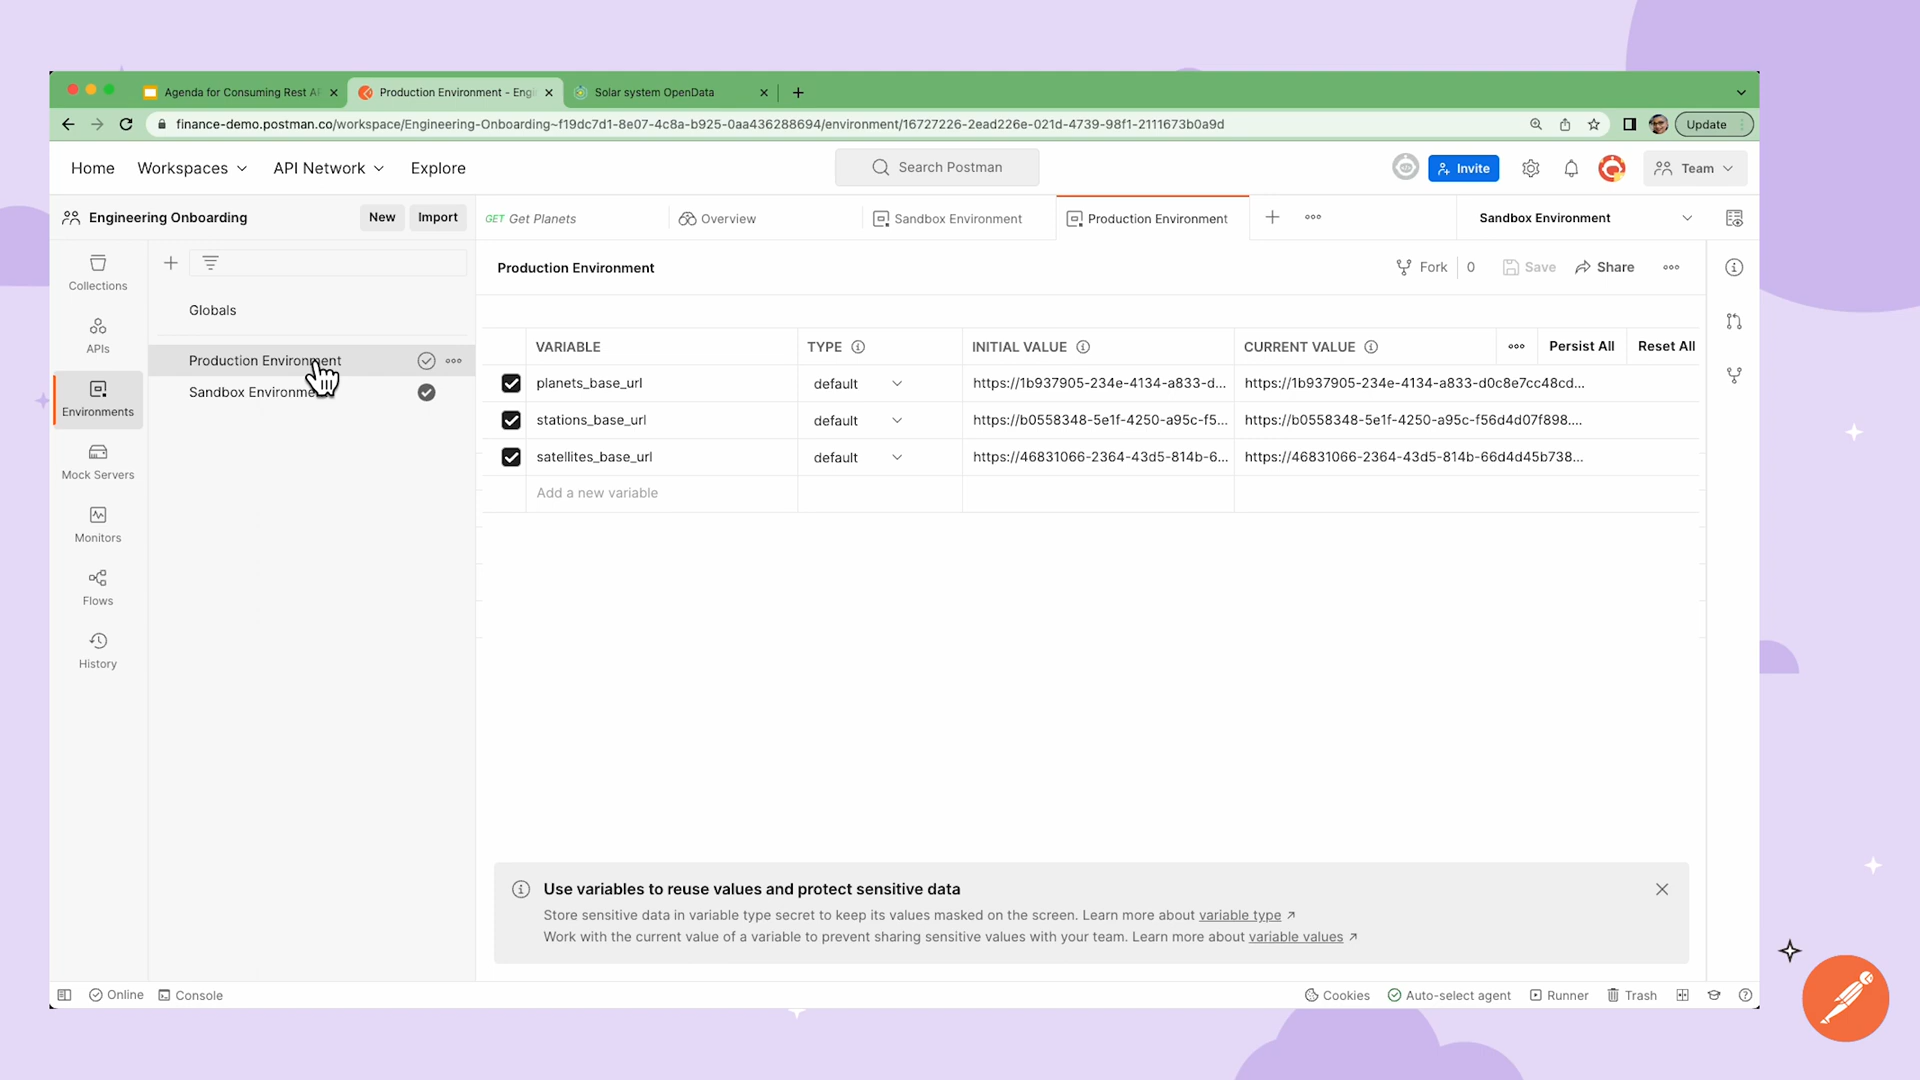 Agenda for Consuming Rest AP
Production Environment - Engi
Solar system OpenData
finance-demo.postman.co/workspace/Engineering-Onboarding~f19dc7d1-8e07-4c8a-b925-0aa436288694/environment/16727226-2ead226e-021d-4739-98f1-2111673b0a9d
Update
Home
Workspaces
API Network
Explore
Search Postman
Invite
Team
Engineering Onboarding
New
Import
GET Get Planets
Overview
Sandbox Environment
Production Environment
Sandbox Environment
Collections
APIs
Environments
Mock Servers
Monitors
Flows
History
Globals
Production Environment
Sandbox Environme
Production Environment
Fork 0
Save
Share
VARIABLE TYPE INITIAL VALUE CURRENT VALUE Persist All Reset All
planets_base_url default https://1b937905-234e-4134-a833-d... https://1b937905-234e-4134-a833-d0c8e7cc48cd...
stations_base_url default https://b0558348-5e1f-4250-a95c-f5... https://b0558348-5e1f-4250-a95c-f56d4d07f898....
satellites_base_url default https://46831066-2364-43d5-814b-6... https://46831066-2364-43d5-814b-66d4d45b738...
Add a new variable
Use variables to reuse values and protect sensitive data
Store sensitive data in variable type secret to keep its values masked on the screen. Learn more about variable type ↗
Work with the current value of a variable to prevent sharing sensitive values with your team. Learn more about variable values ↗
Online
Console
Cookies
Auto-select agent
Runner
Trash